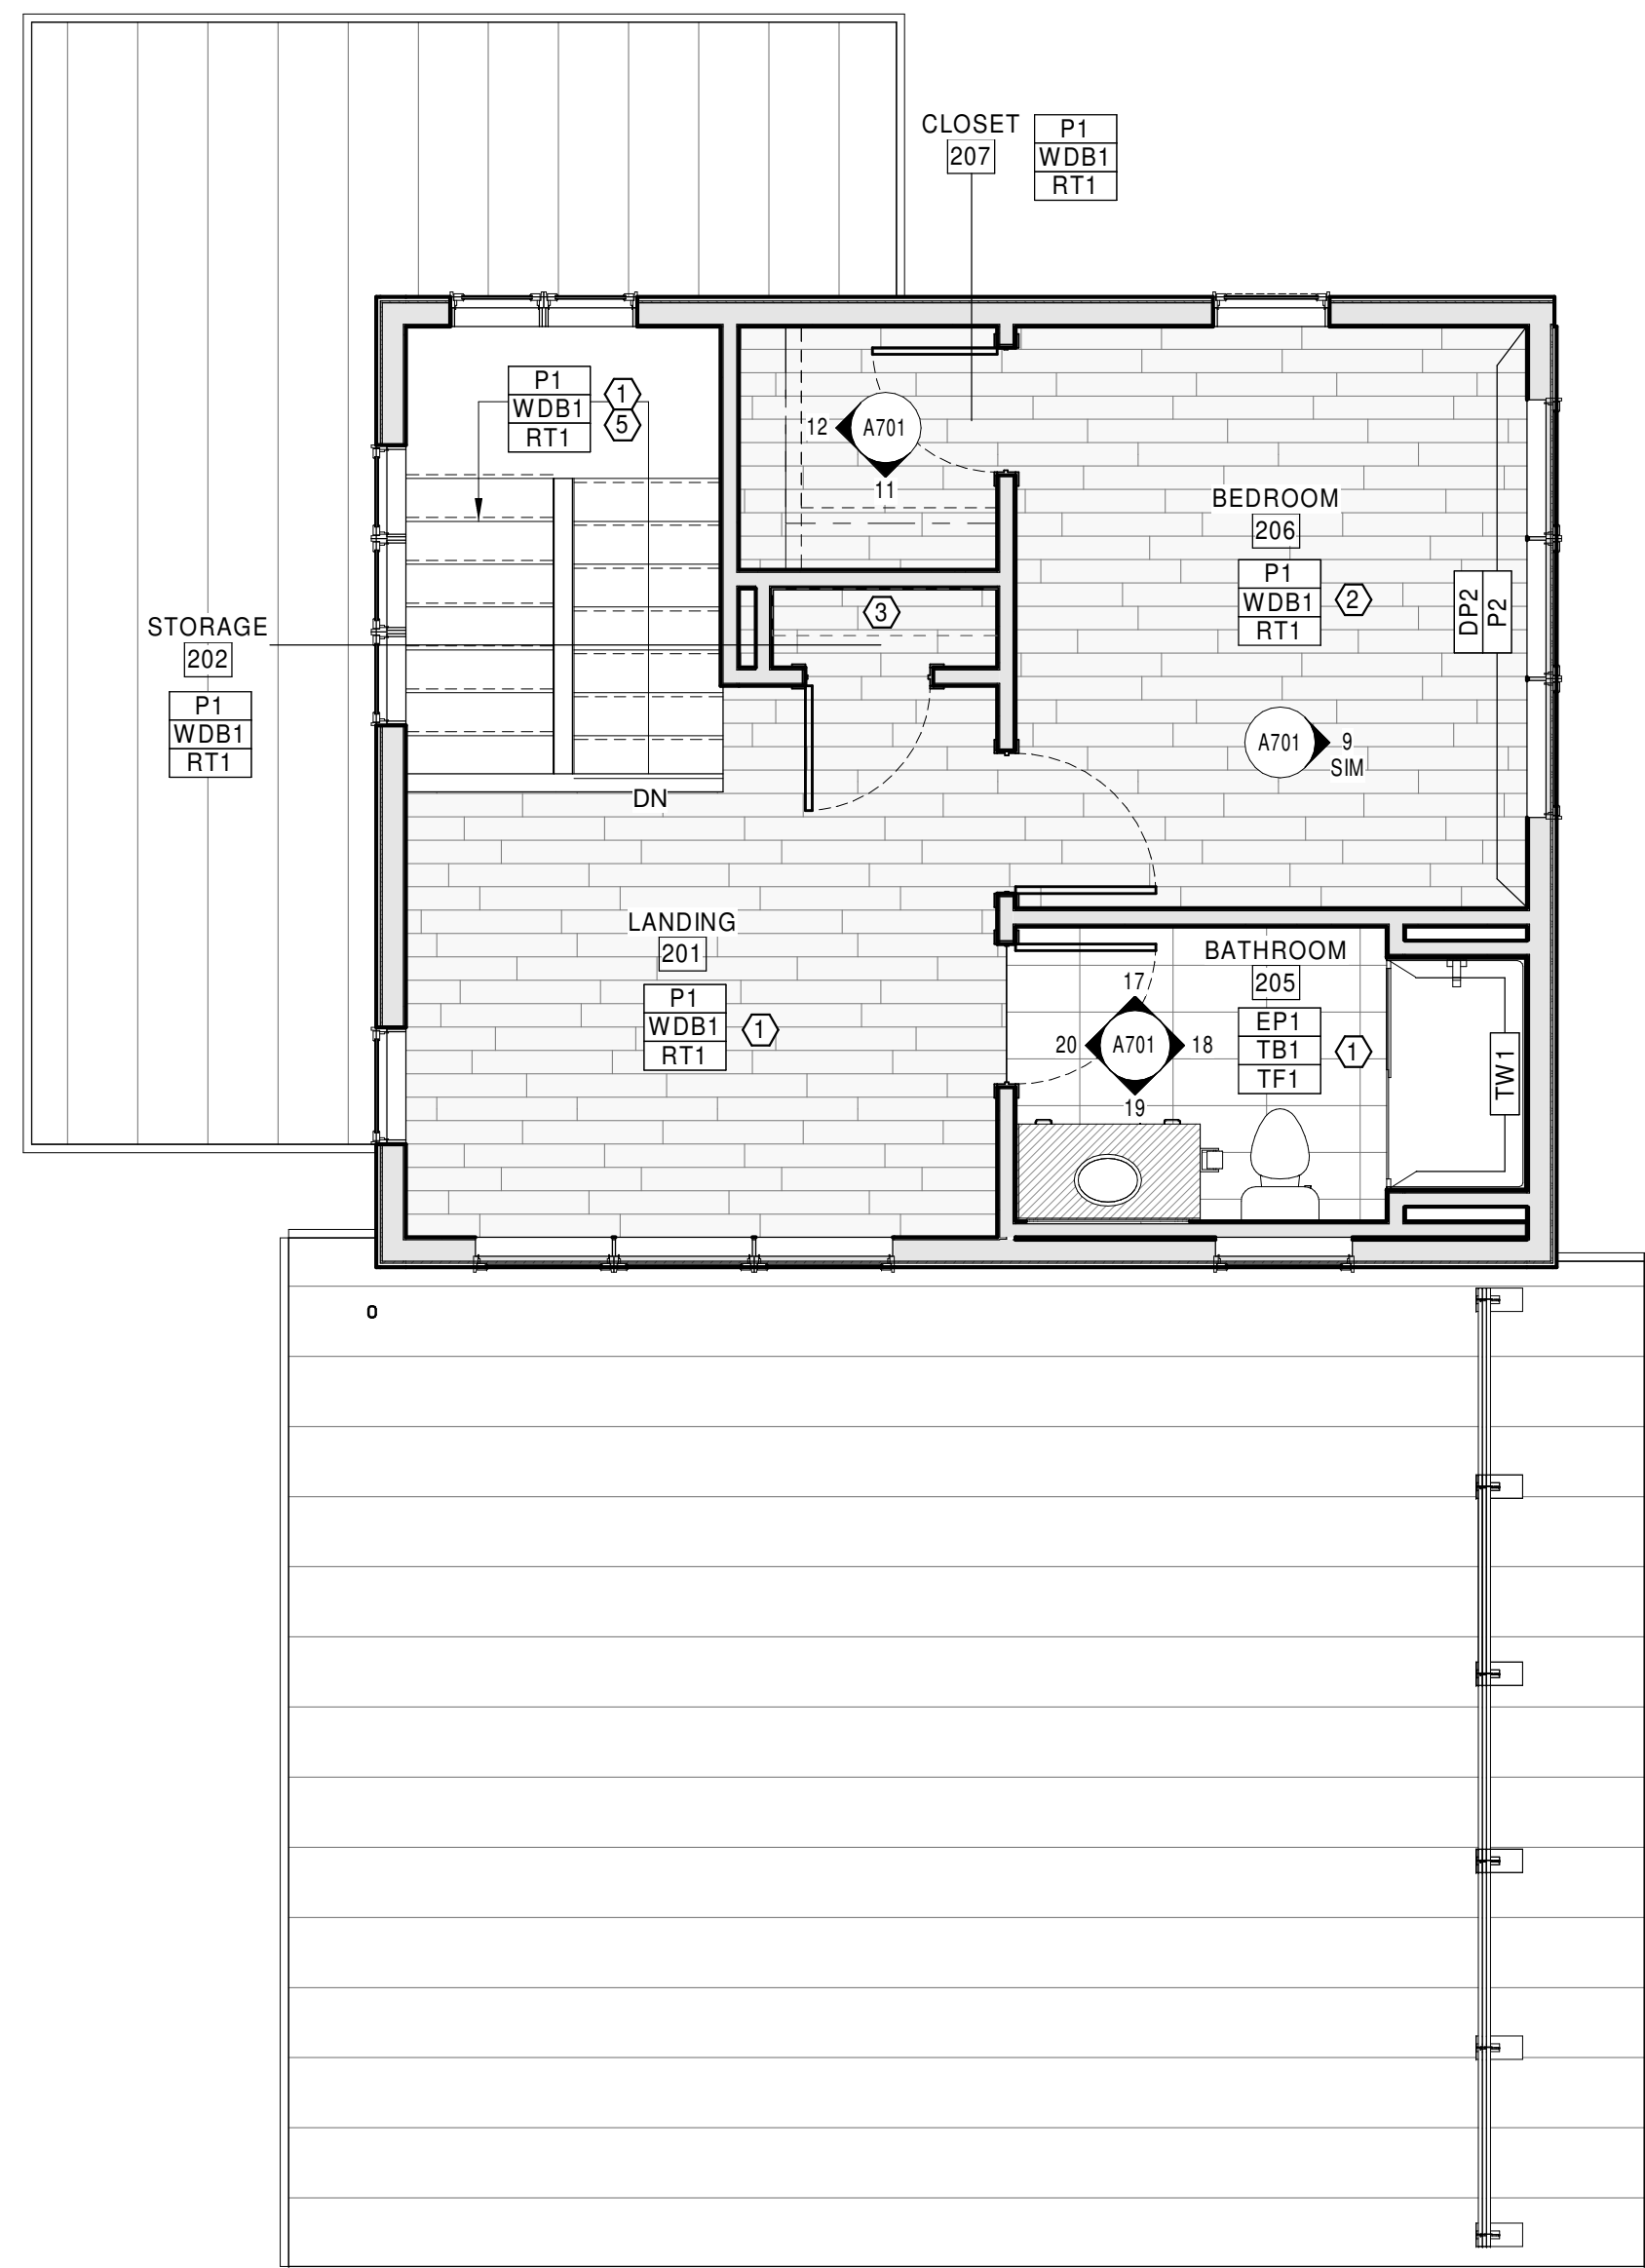 CLOSET
207
P1
WDB1
RT1
P1
WDB1
RT1
1
5
12
A701
11
BEDROOM
206
P1
WDB1
RT1
2
DP2
P2
3
STORAGE
202
P1
WDB1
RT1
A701
9
SIM
DN
LANDING
201
P1
WDB1
RT1
1
BATHROOM
205
EP1
TB1
TF1
1
17
20
A701
18
19
TW1